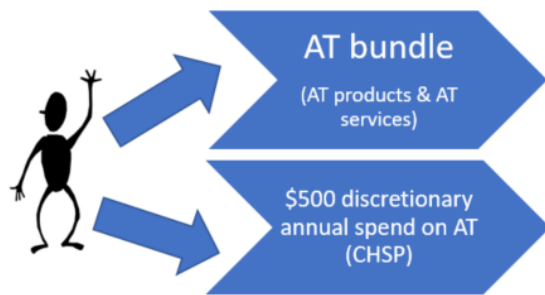 AT bundle
(AT products & AT
services)
$500 discretionary
annual spend on AT
(CHSP)